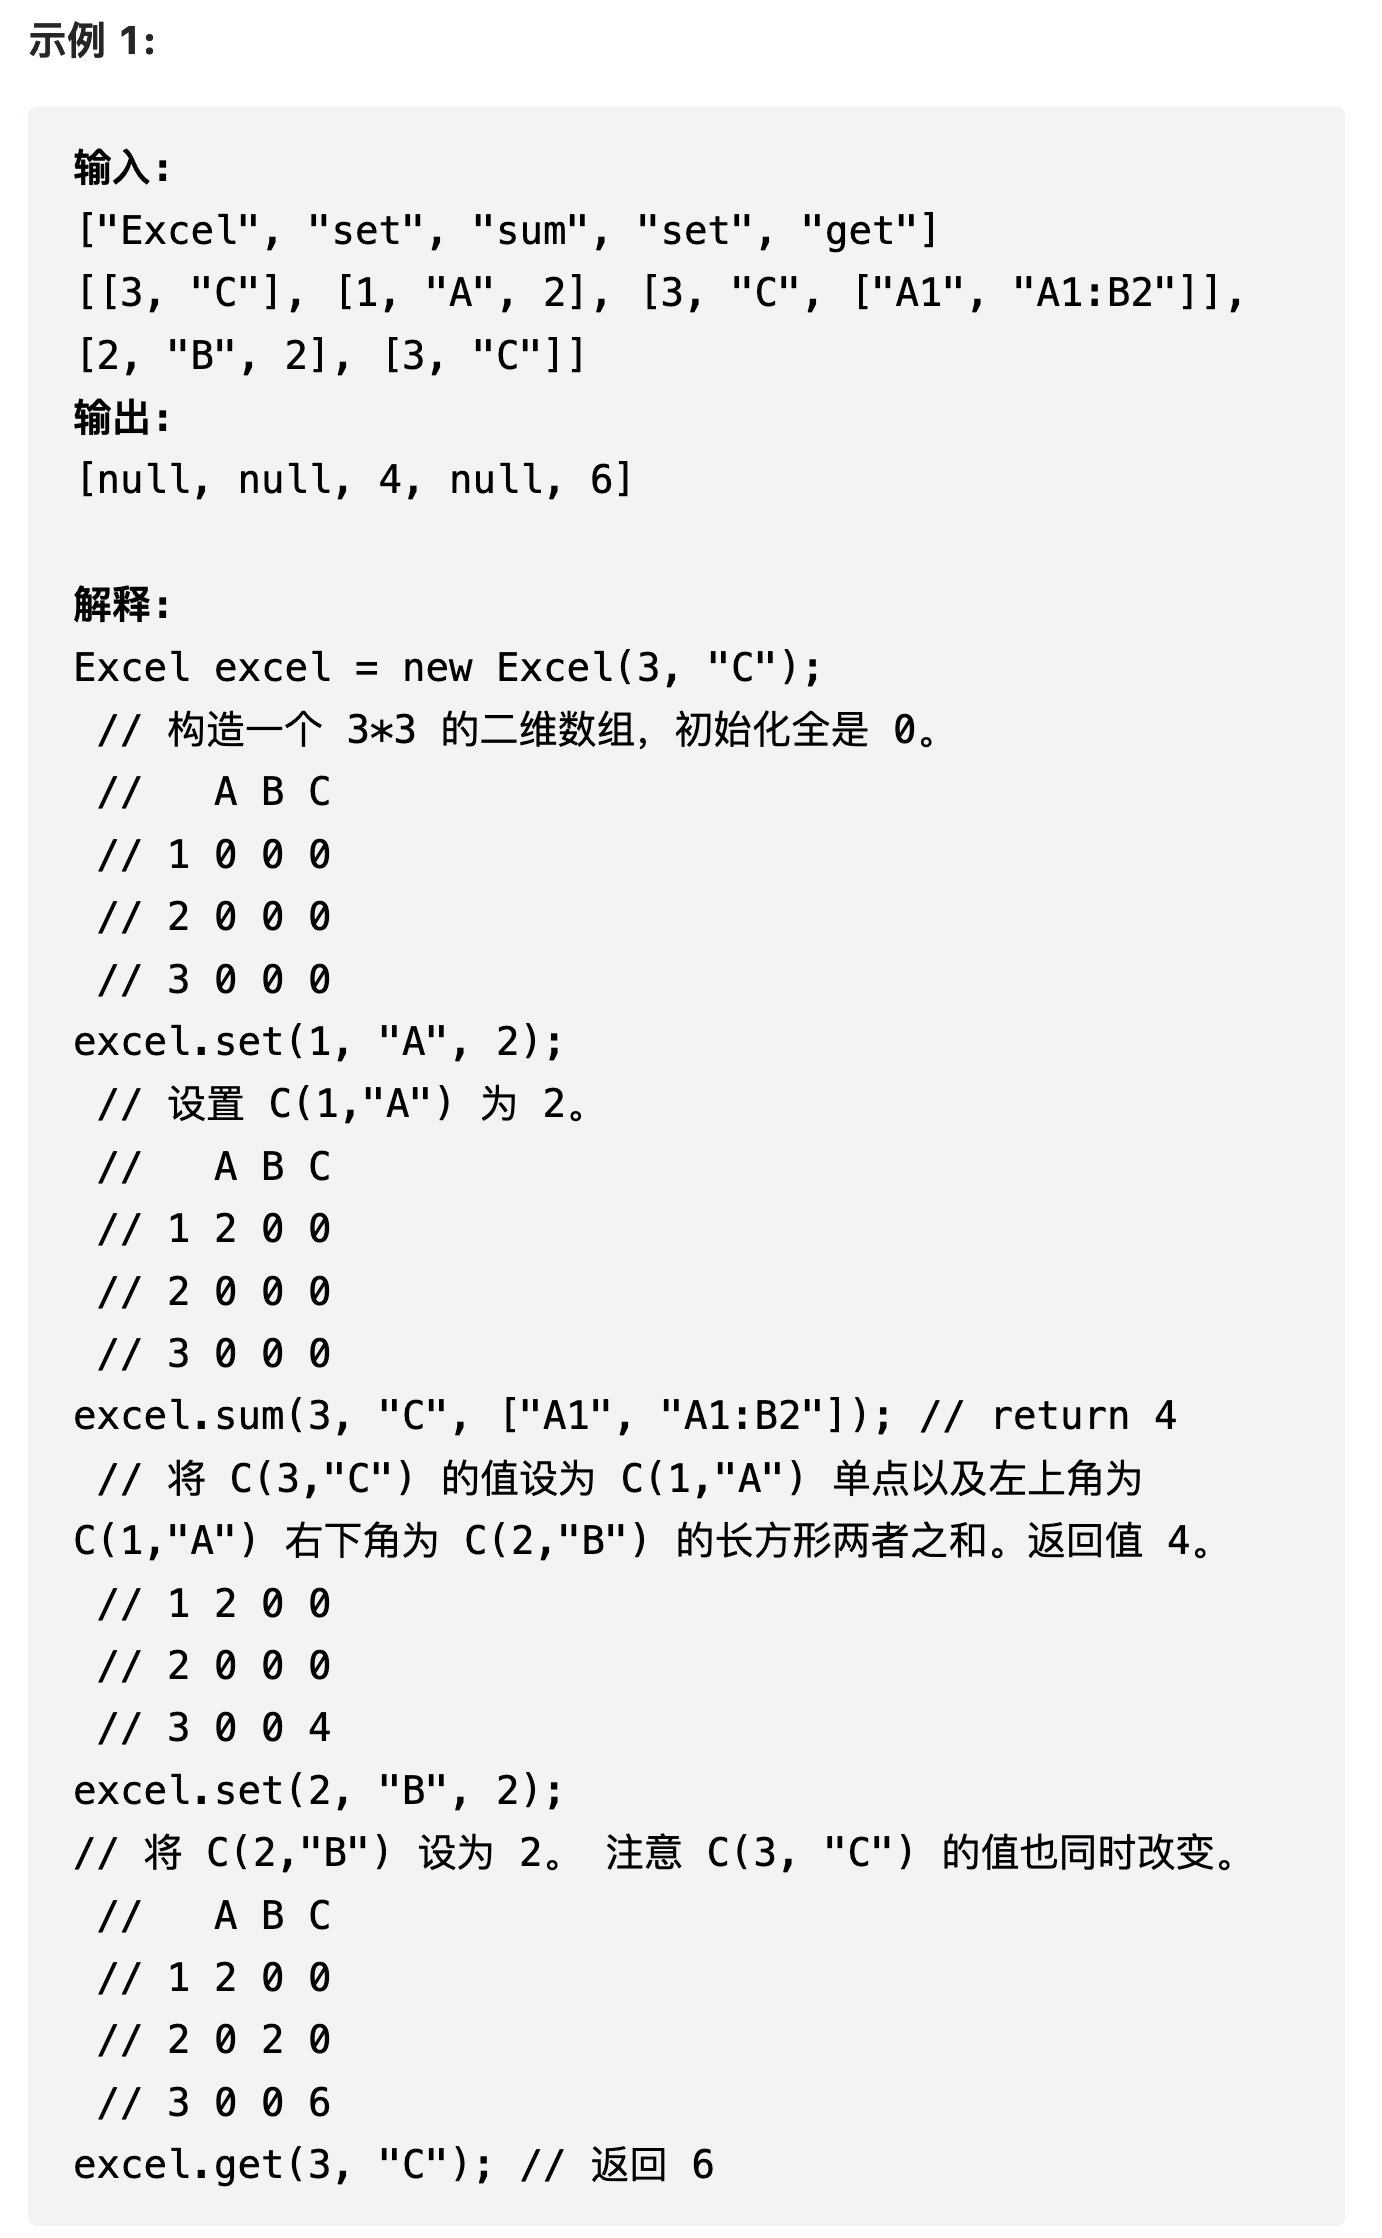 示例 1:
输入:
["Excel", "set", "sum", "set", "get"]
[[3, "C"], [1, "A", 2], [3, "C", ["A1", "A1:B2"]],
[2, "B", 2], [3, "C"]]
输出:
[null, null, 4, null, 6]
解释:
Excel excel = new Excel(3, "C");
 // 构造一个 3*3 的二维数组，初始化全是 0。
 //   A B C
 // 1 0 0 0
 // 2 0 0 0
 // 3 0 0 0
excel.set(1, "A", 2);
 // 设置 C(1,"A") 为 2。
 //   A B C
 // 1 2 0 0
 // 2 0 0 0
 // 3 0 0 0
excel.sum(3, "C", ["A1", "A1:B2"]); // return 4
 // 将 C(3,"C") 的值设为 C(1,"A") 单点以及左上角为
C(1,"A") 右下角为 C(2,"B") 的长方形两者之和。返回值 4。
 // 1 2 0 0
 // 2 0 0 0
 // 3 0 0 4
excel.set(2, "B", 2);
// 将 C(2,"B") 设为 2。 注意 C(3, "C") 的值也同时改变。
 //   A B C
 // 1 2 0 0
 // 2 0 2 0
 // 3 0 0 6
excel.get(3, "C"); // 返回 6